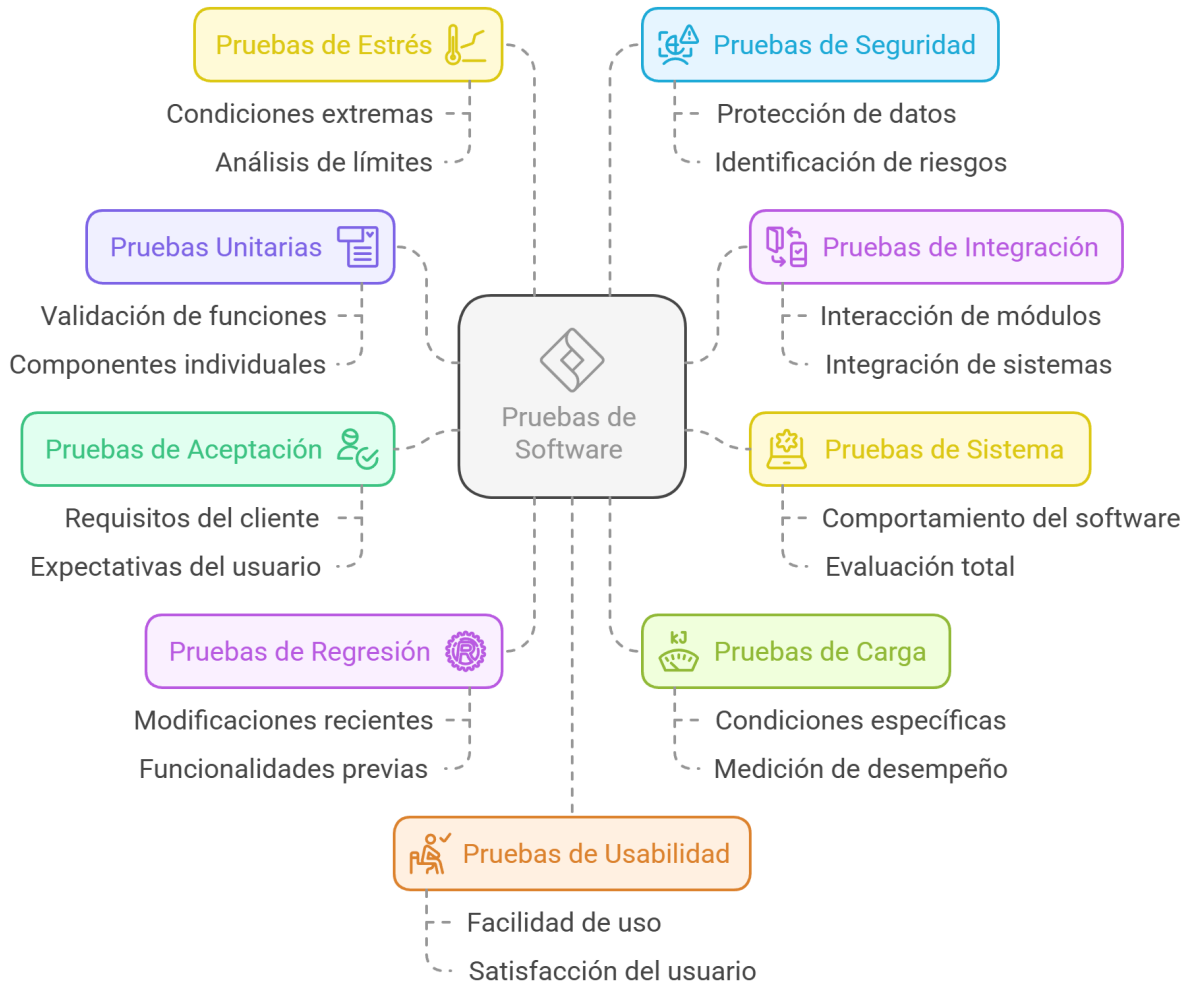 Pruebas de Estrés
Condiciones extremas
Análisis de límites
Pruebas de Seguridad
Protección de datos
Identificación de riesgos
Pruebas Unitarias
Validación de funciones
Componentes individuales
Pruebas de Integración
Interacción de módulos
Integración de sistemas
Pruebas de
Software
Pruebas de Aceptación
Requisitos del cliente
Expectativas del usuario
Pruebas de Sistema
Comportamiento del software
Evaluación total
Pruebas de Regresión
R
Modificaciones recientes
Funcionalidades previas
kJ
Pruebas de Carga
Condiciones específicas
Medición de desempeño
Pruebas de Usabilidad
Facilidad de uso
Satisfacción del usuario